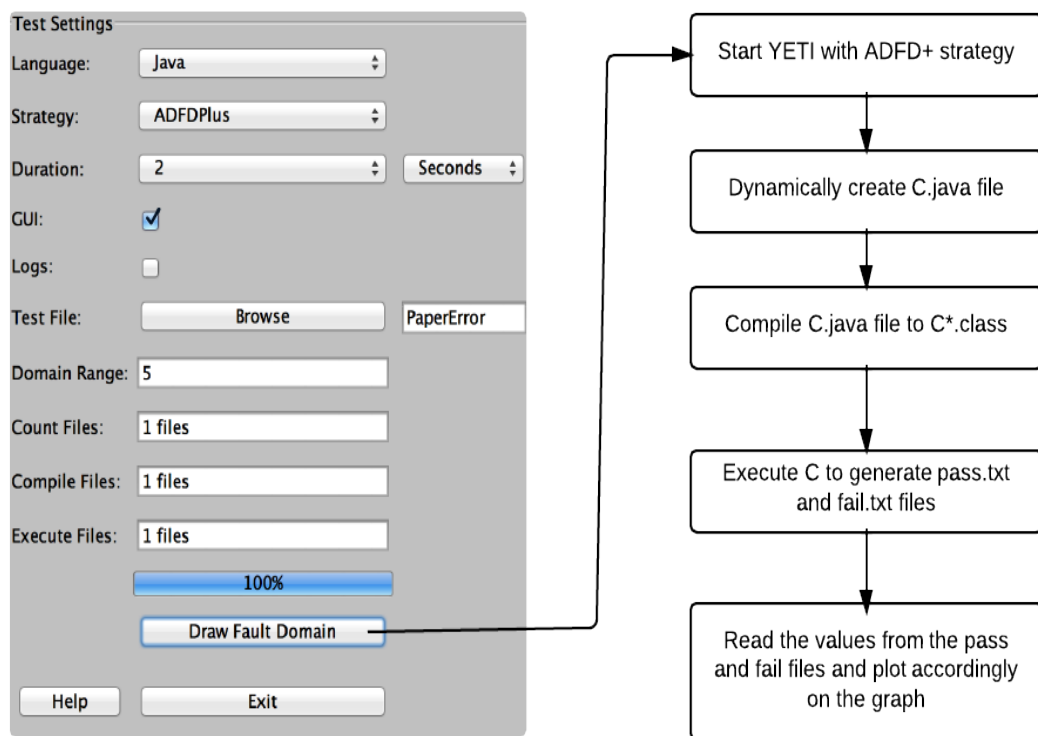 Test Settings
Language:
Java
Strategy:
ADFDPlus
Duration:
2
Seconds
GUI:
Logs:
Test File:
Browse
PaperError
Domain Range:
5
Count Files:
1 files
Compile Files:
1 files
Execute Files:
1 files
100%
Draw Fault Domain
Help
Exit
Start YETI with ADFD+ strategy
Dynamically create C.java file
Compile C.java file to C*.class
Execute C to generate pass.txt
and fail.txt files
Read the values from the pass
and fail files and plot accordingly
on the graph